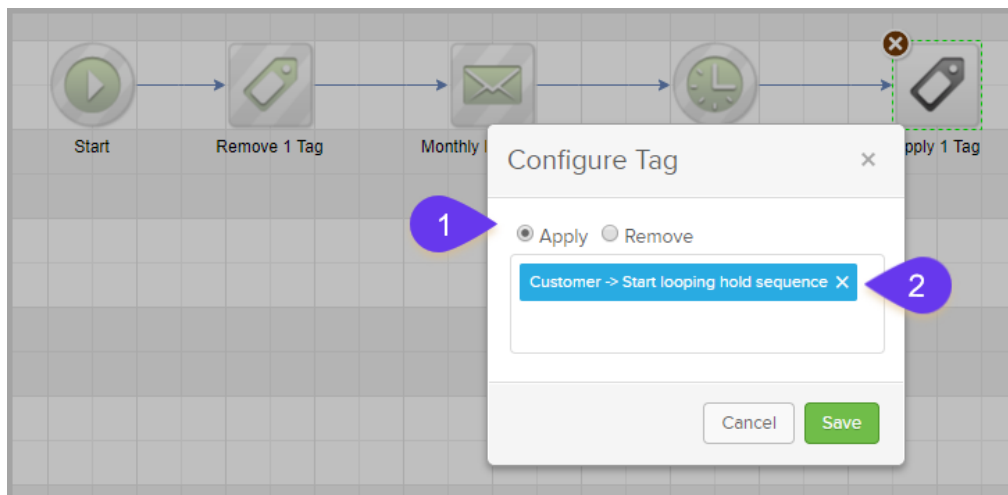 Start
Remove 1 Tag
Monthly
pply 1 Tag
Configure Tag
1
Apply
Remove
Customer -> Start looping hold sequence
2
Cancel
Save